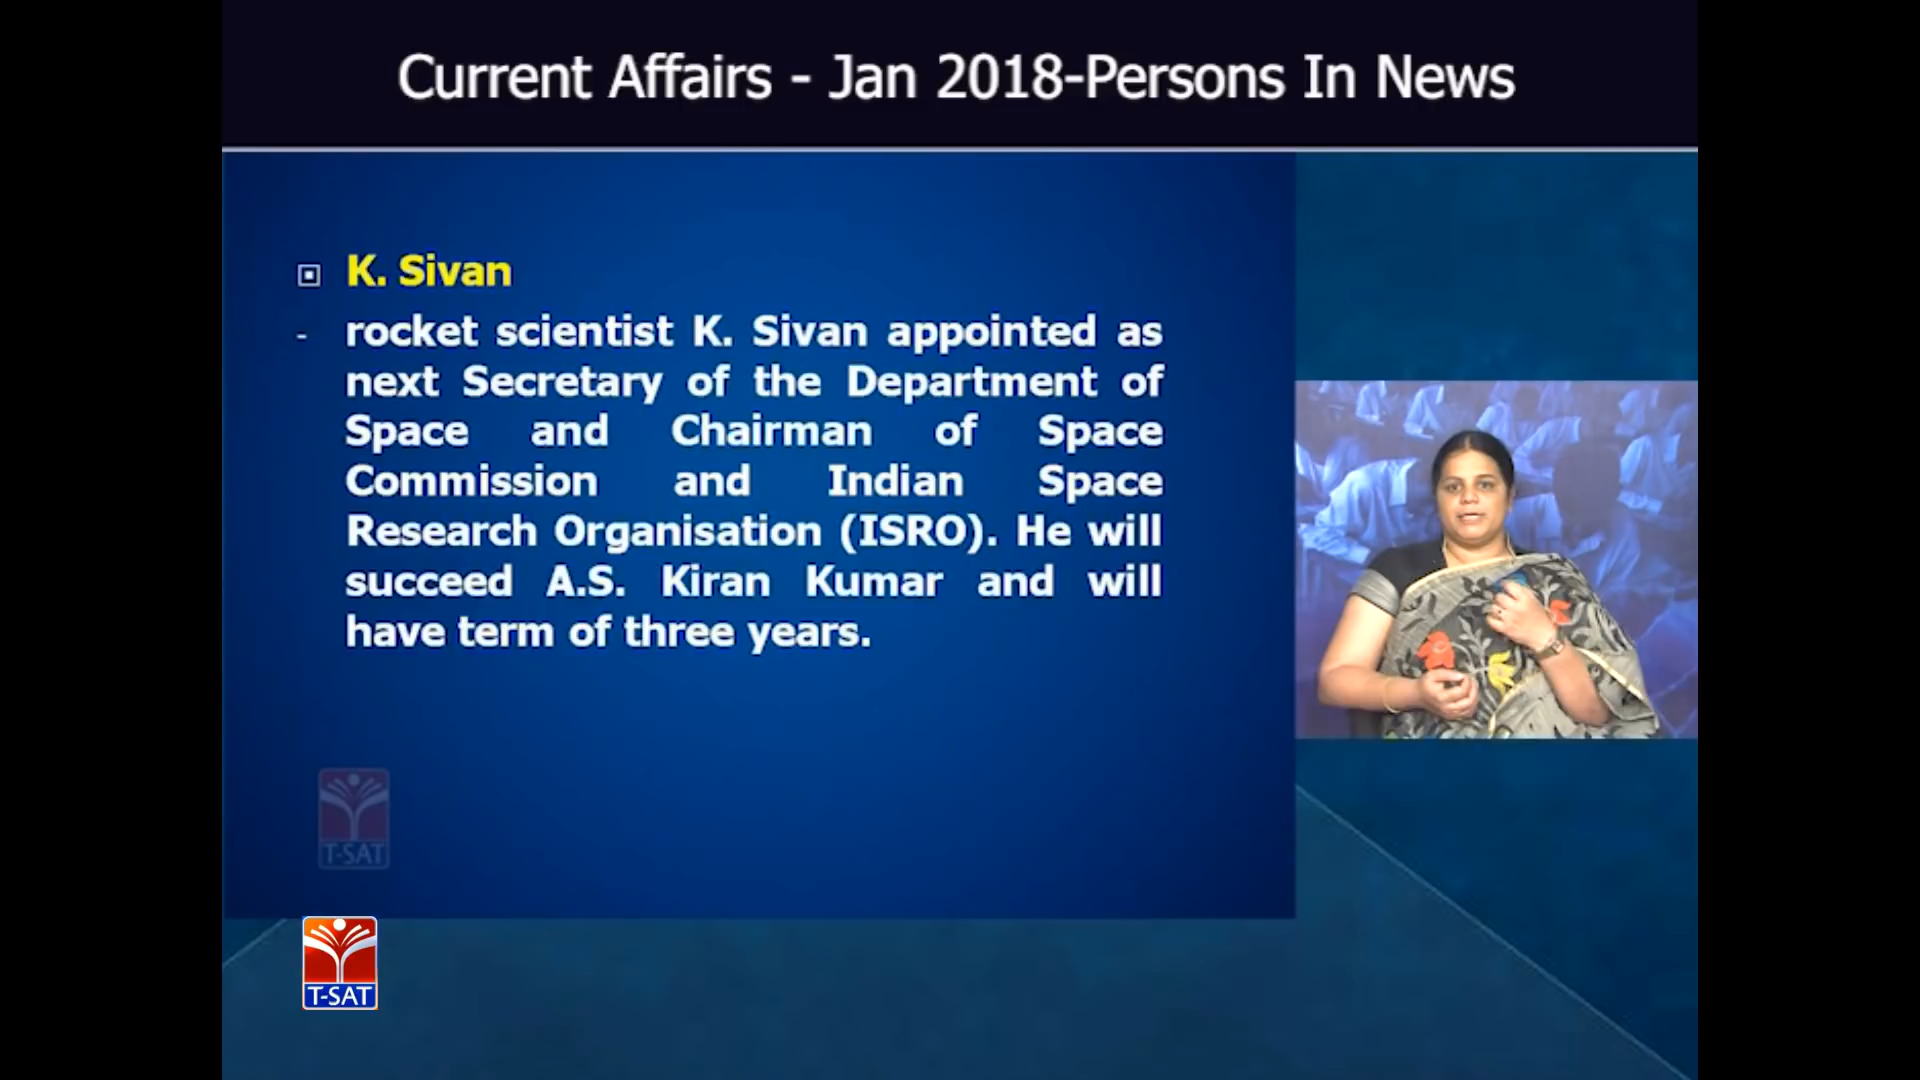 Current Affairs - Jan 2018-Persons In News
K. Sivan
- rocket scientist K. Sivan appointed as
next Secretary of the Department of
Space and Chairman of Space
Commission and Indian Space
Research Organisation (ISRO). He will
succeed A.S. Kiran Kumar and will
have term of three years.
T-SAT
T-SAT